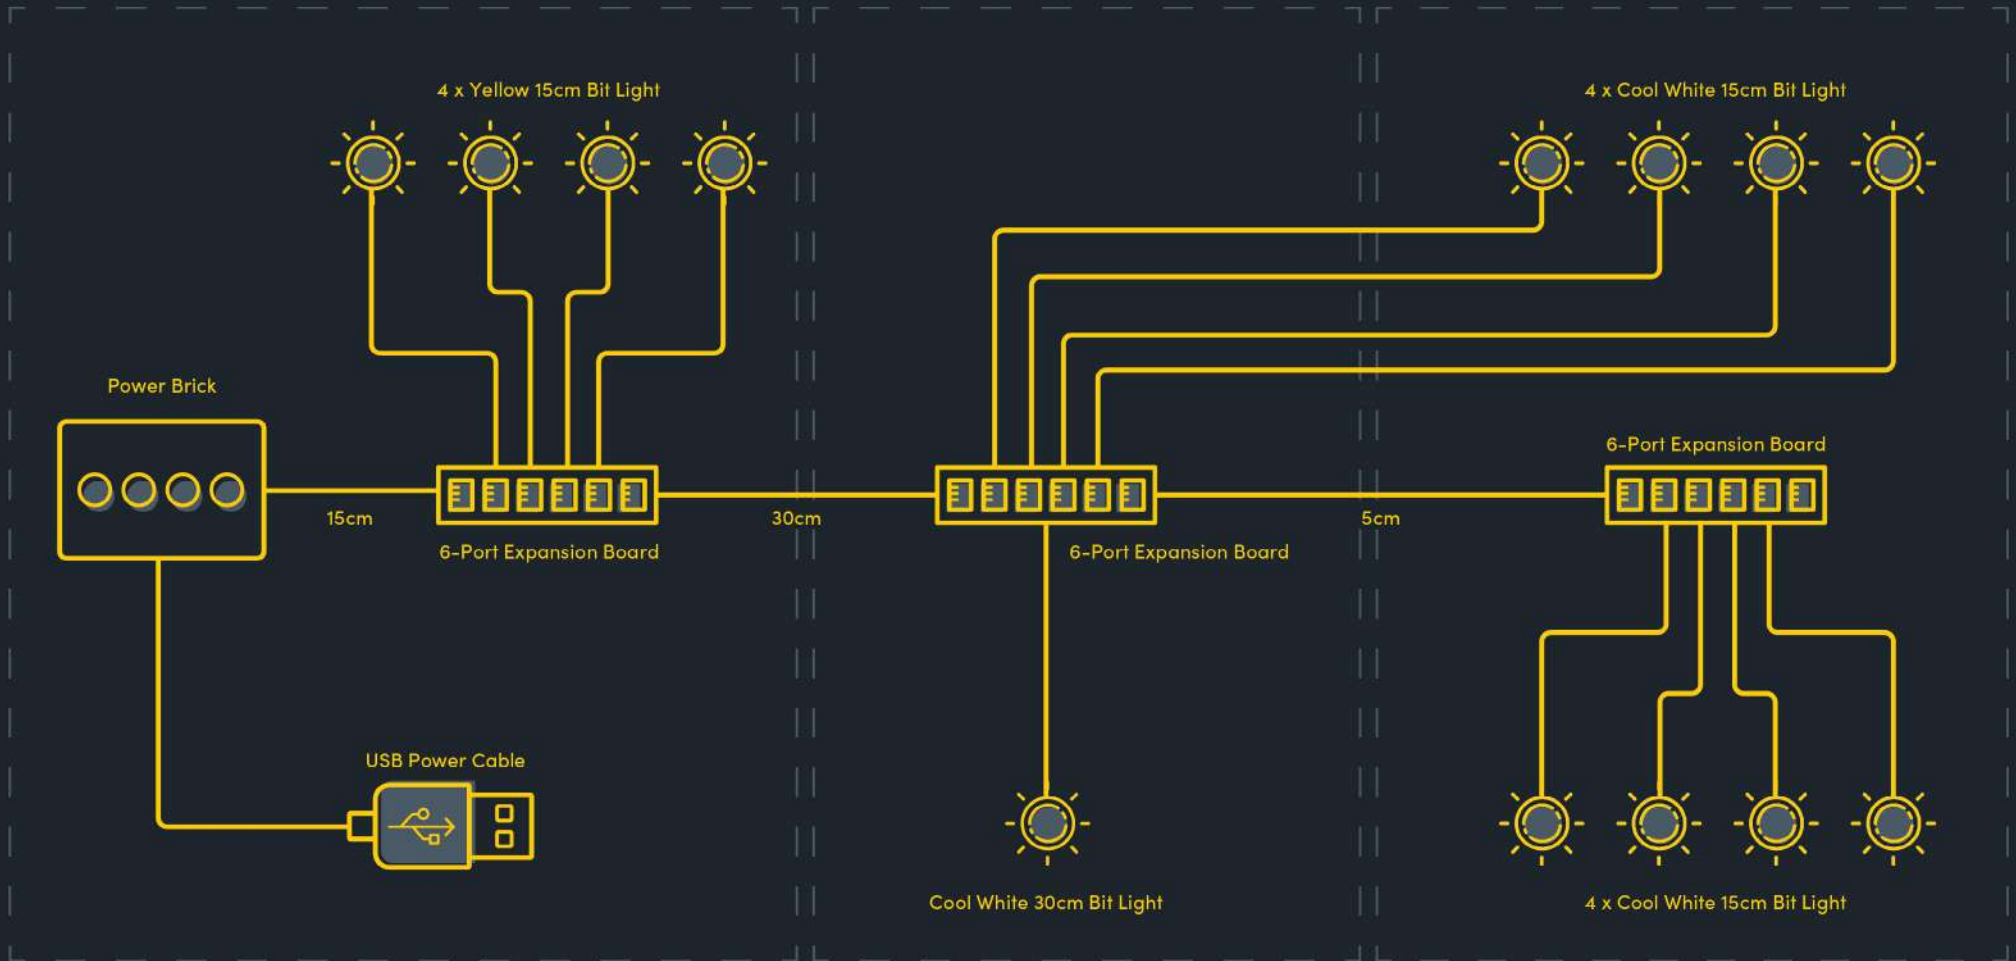 4 x Yellow 15cm Bit Light
4 x Cool White 15cm Bit Light
Power Brick
6-Port Expansion Board
15cm
30cm
5cm
6-Port Expansion Board
6-Port Expansion Board
USB Power Cable
Cool White 30cm Bit Light
4 x Cool White 15cm Bit Light